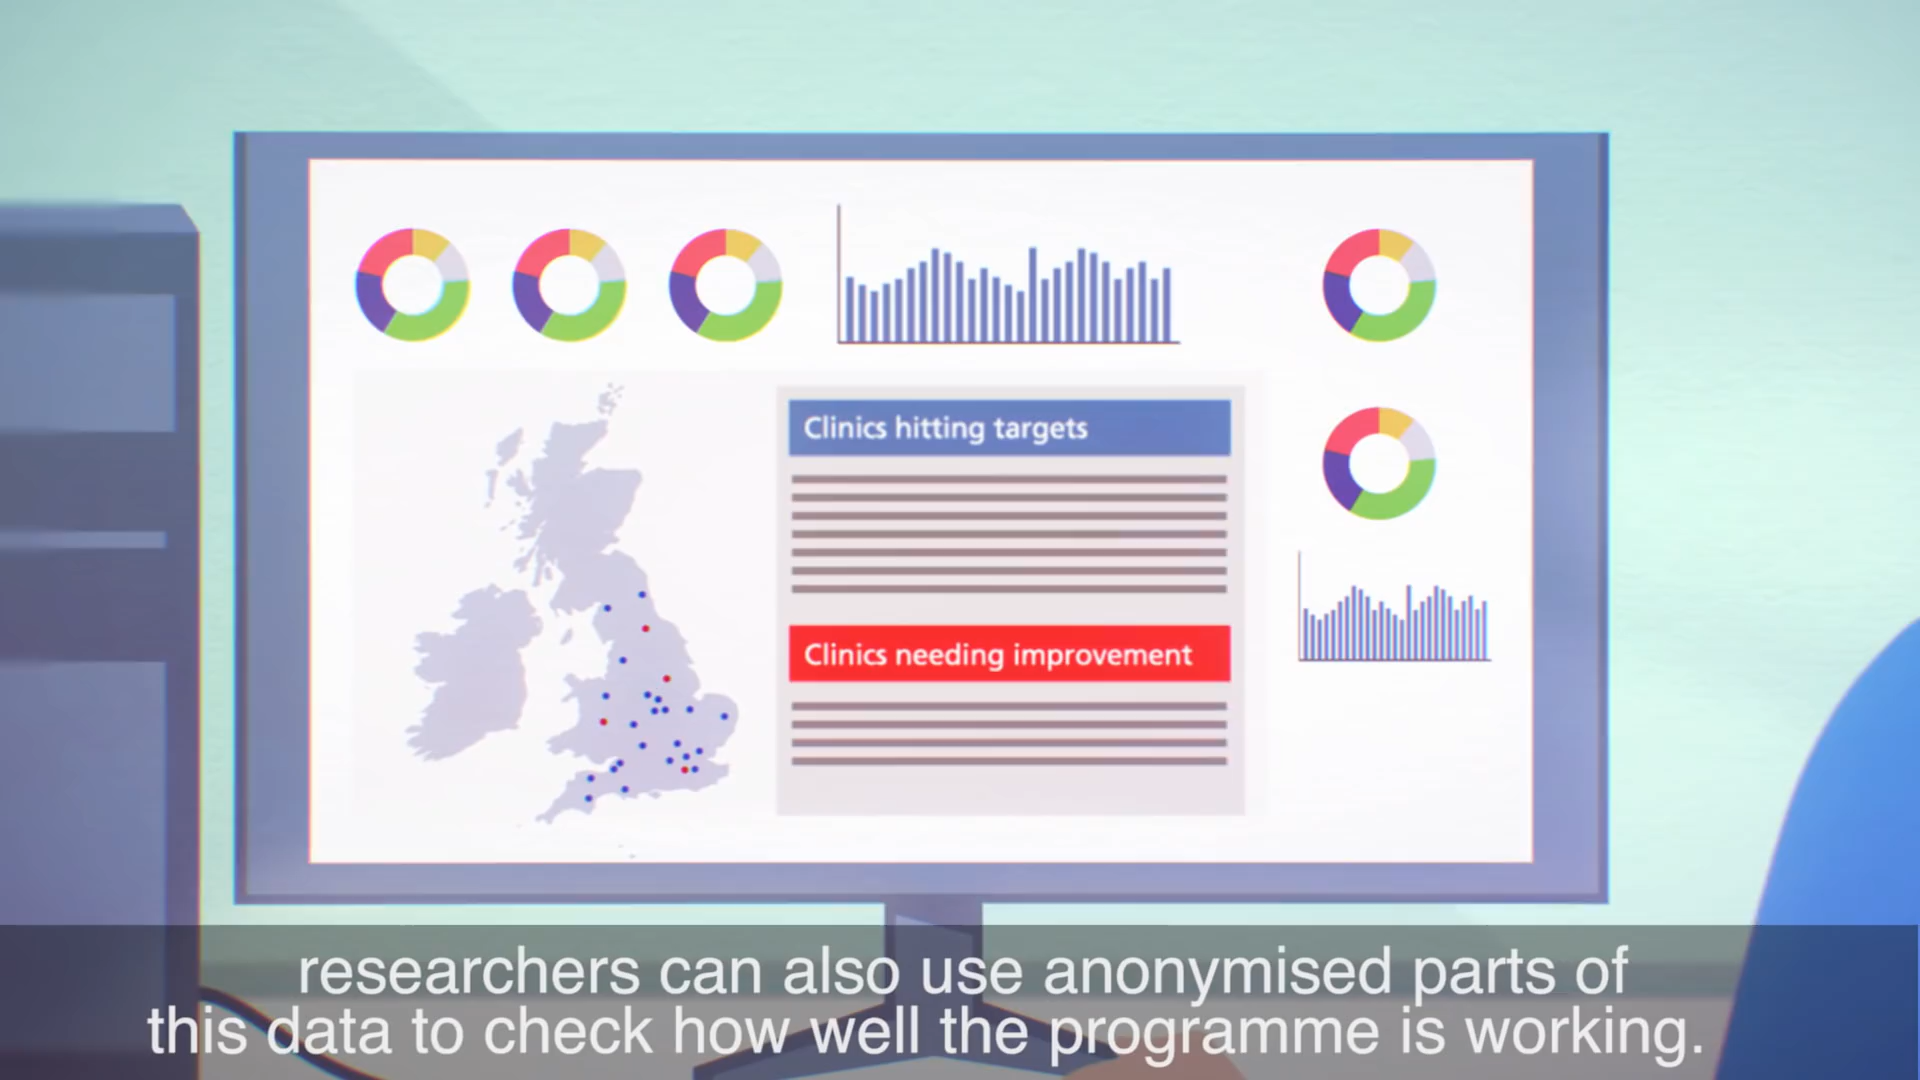 Clinics hitting targets
Clinics needing improvement
researchers can also use anonymised parts of
this data to check how well the programme is working.